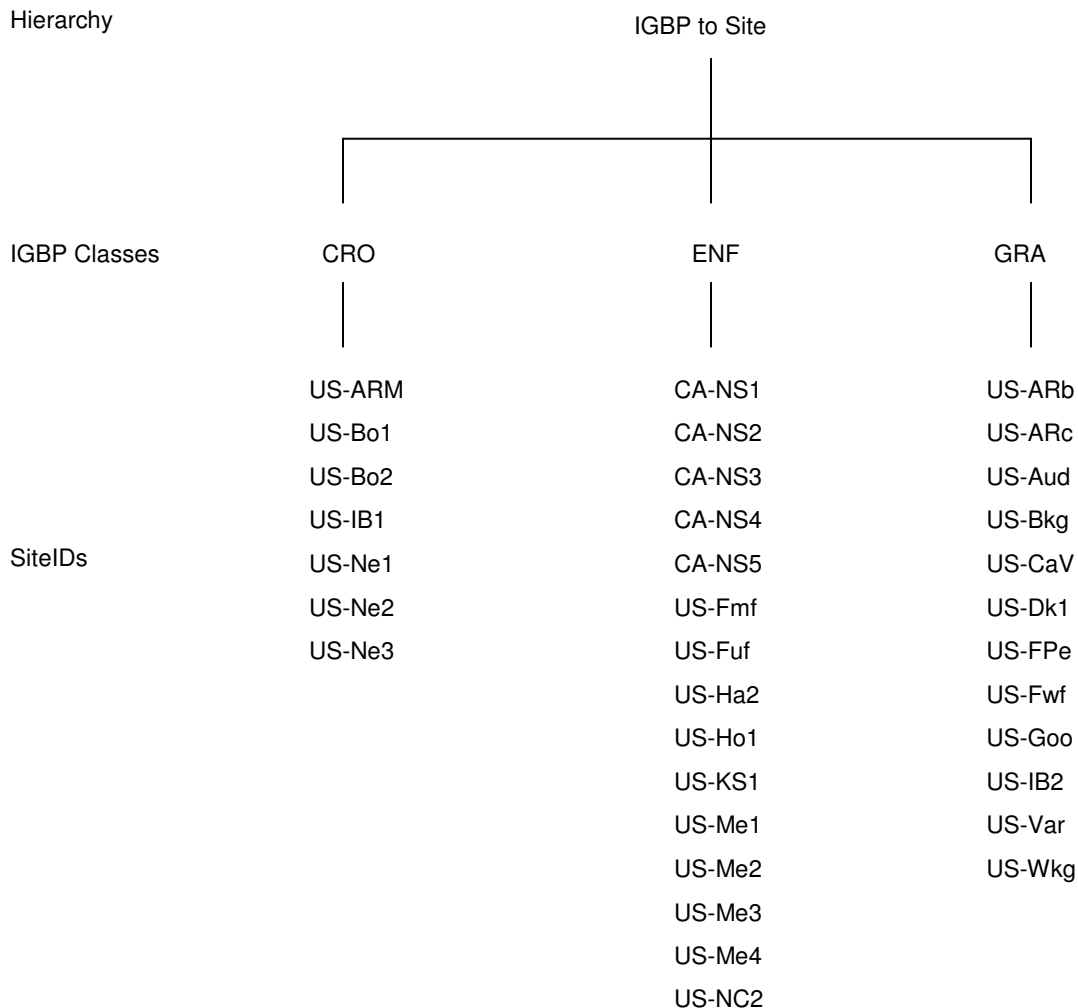 Hierarchy
IGBP to Site
IGBP Classes
CRO
ENF
GRA
SiteIDs
US-ARM
US-Bo1
US-Bo2
US-IB1
US-Ne1
US-Ne2
US-Ne3
CA-NS1
CA-NS2
CA-NS3
CA-NS4
CA-NS5
US-Fmf
US-Fuf
US-Ha2
US-Ho1
US-KS1
US-Me1
US-Me2
US-Me3
US-Me4
US-NC2
US-ARb
US-ARc
US-Aud
US-Bkg
US-CaV
US-Dk1
US-FPe
US-Fwf
US-Goo
US-IB2
US-Var
US-Wkg